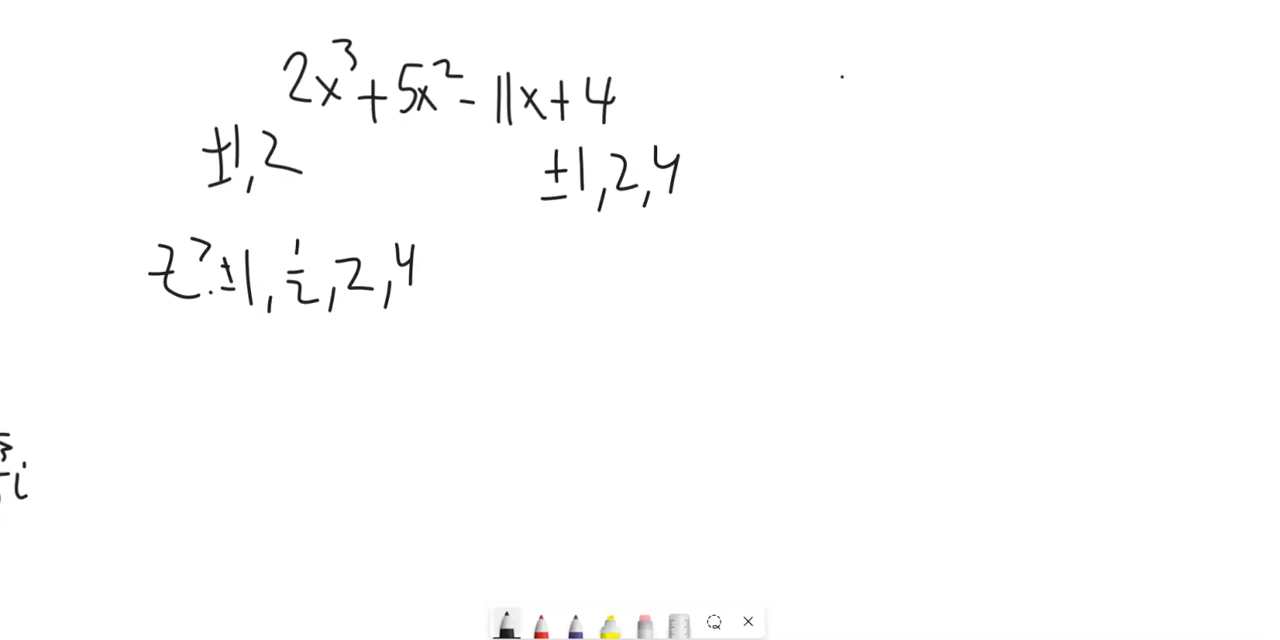 2x³ + 5x² - 11x + 4
±1, 2 ±1, 2, 4
Z? ±1, 1/2, 2, 4
i